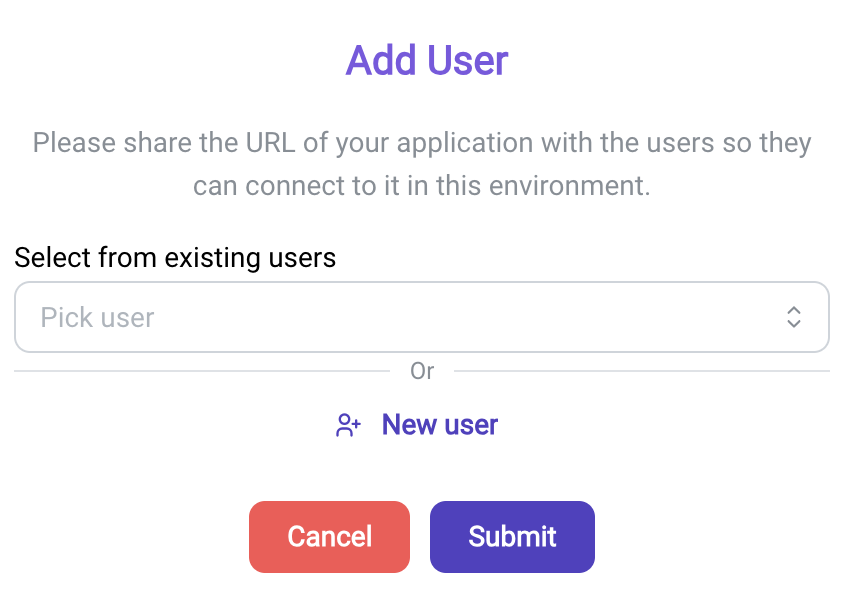 Add User
Please share the URL of your application with the users so they
can connect to it in this environment.
Select from existing users
Pick user
Or
New user
Cancel
Submit